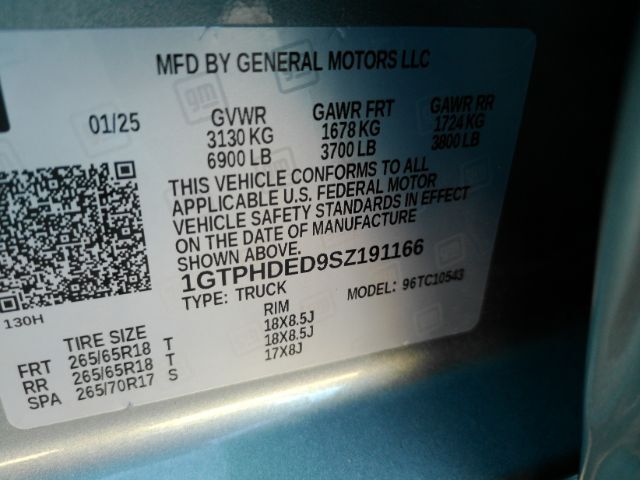 MFD BY GENERAL MOTORS LLC
01/25
GVWR GAWR FRT GAWR RR
3130 KG 1678 KG 1724 KG
6900 LB 3700 LB 3800 LB
THIS VEHICLE CONFORMS TO ALL
APPLICABLE U.S. FEDERAL MOTOR
VEHICLE SAFETY STANDARDS IN EFFECT
ON THE DATE OF MANUFACTURE
SHOWN ABOVE.
1GTPHDED9SZ191166
TYPE: TRUCK MODEL: 96TC10543
130H
TIRE SIZE RIM
FRT 265/65R18 T 18X8.5J
RR 265/65R18 T 18X8.5J
SPA 265/70R17 S 17X8J
gm